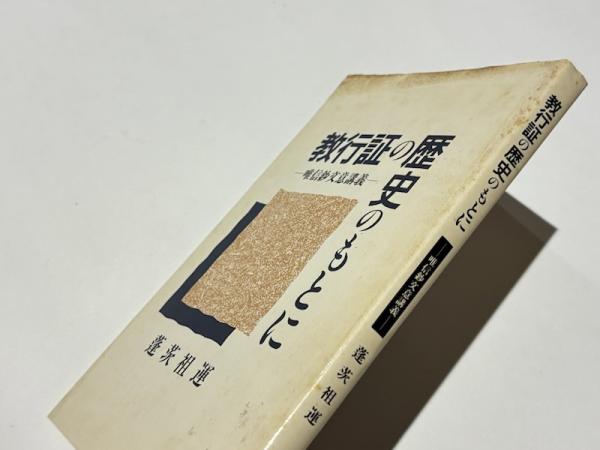 教行証の歴史のもとに
―唯信鈔文意講義―
蓬茨祖運
教行証の歴史のもとに
―唯信鈔文意講義―
蓬茨祖運